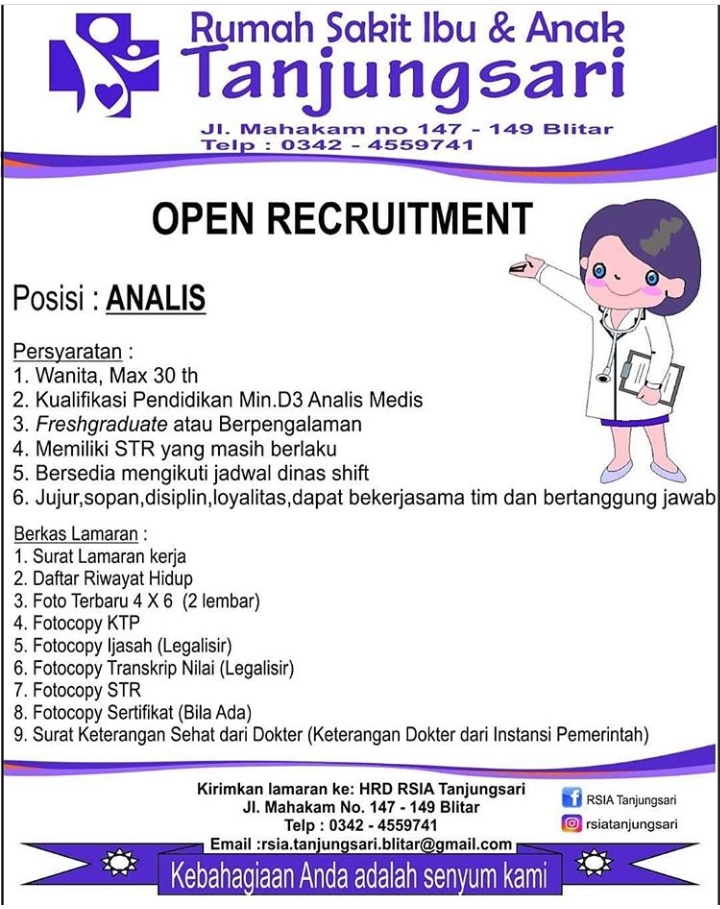 Rumah Sakit Ibu & Anak
Tanjungsari
Jl. Mahakam no 147 - 149 Blitar
Telp : 0342 - 4559741
OPEN RECRUITMENT
Posisi : ANALIS
Persyaratan :
1. Wanita, Max 30 th
2. Kualifikasi Pendidikan Min.D3 Analis Medis
3. Freshgraduate atau Berpengalaman
4. Memiliki STR yang masih berlaku
5. Bersedia mengikuti jadwal dinas shift
6. Jujur,sopan,disiplin,loyalitas,dapat bekerjasama tim dan bertanggung jawab
Berkas Lamaran :
1. Surat Lamaran kerja
2. Daftar Riwayat Hidup
3. Foto Terbaru 4 X 6 (2 lembar)
4. Fotocopy KTP
5. Fotocopy Ijasah (Legalisir)
6. Fotocopy Transkrip Nilai (Legalisir)
7. Fotocopy STR
8. Fotocopy Sertifikat (Bila Ada)
9. Surat Keterangan Sehat dari Dokter (Keterangan Dokter dari Instansi Pemerintah)
Kirimkan lamaran ke: HRD RSIA Tanjungsari
Jl. Mahakam No. 147 - 149 Blitar
Telp : 0342 - 4559741
Email :rsia.tanjungsari.blitar@gmail.com
RSIA Tanjungsari
rsiatanjungsari
Kebahagiaan Anda adalah senyum kami